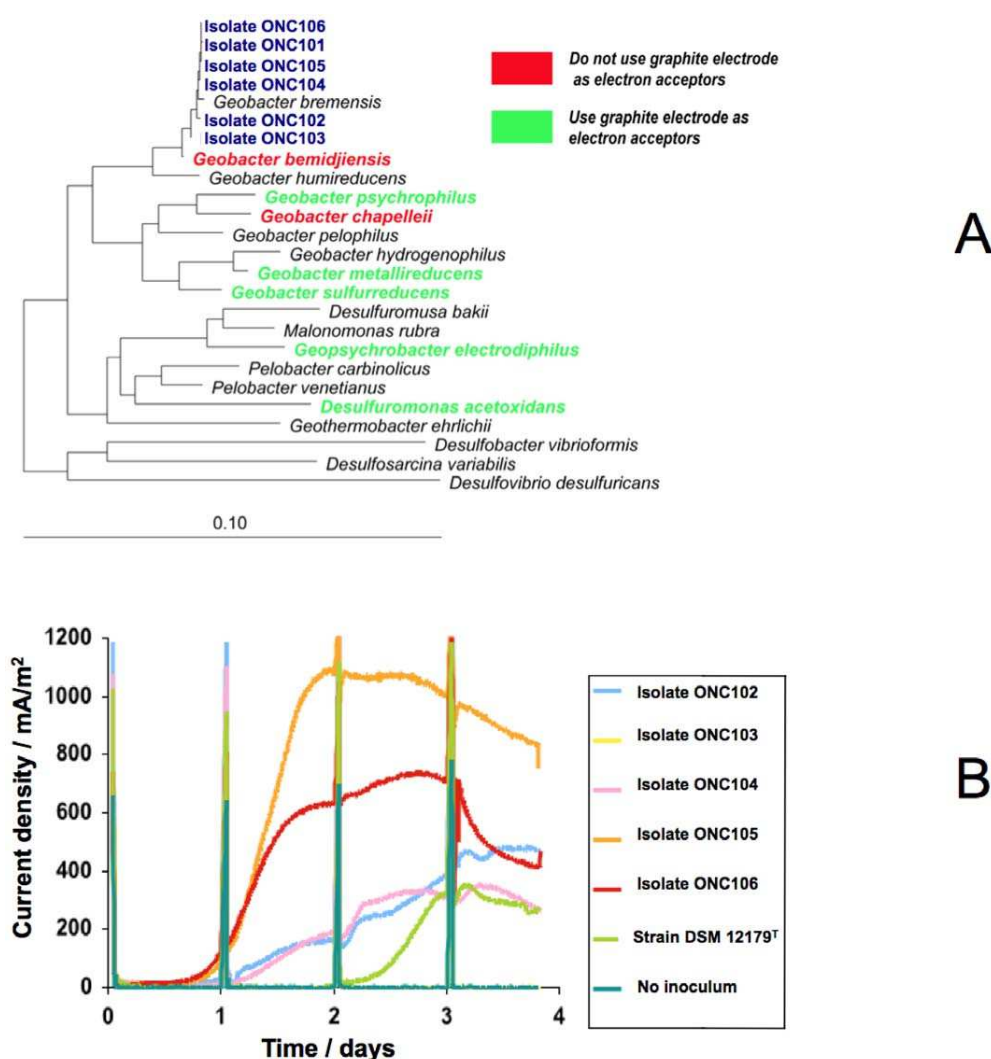 Isolate ONC106
Isolate ONC101
Isolate ONC105
Isolate ONC104
Geobacter bremensis
Isolate ONC102
Isolate ONC103
Geobacter bemidjiensis
Geobacter humireducens
Geobacter psychrophilus
Geobacter chapelleii
Geobacter pelophilus
Geobacter hydrogenophilus
Geobacter metallireducens
Geobacter sulfurreducens
Desulfuromusa bakii
Malonomonas rubra
Geopsychrobacter electrodiphilus
Pelobacter carbinolicus
Pelobacter venetianus
Desulfuromonas acetoxidans
Geothermobacter ehrlichii
Desulfobacter vibrioformis
Desulfosarcina variabilis
Desulfovibrio desulfuricans
0.10
Do not use graphite electrode
as electron acceptors
Use graphite electrode as
electron acceptors
A
Current density / mA/m²
1200
1000
800
600
400
200
0
0
1
2
3
4
Time / days
Isolate ONC102
Isolate ONC103
Isolate ONC104
Isolate ONC105
Isolate ONC106
Strain DSM 12179ᵀ
No inoculum
B